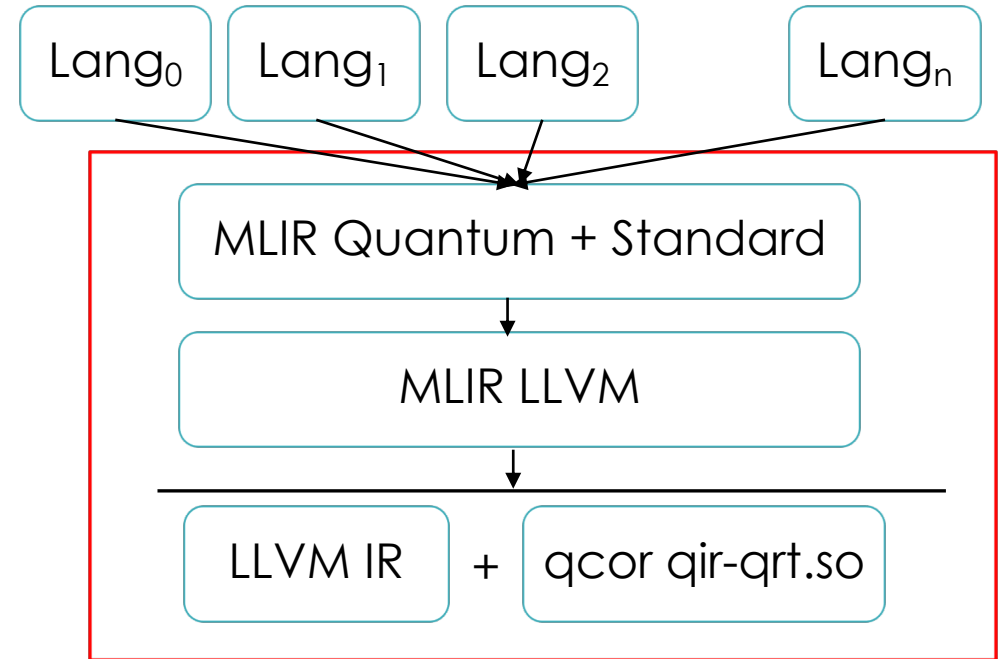 Lang₀ Lang₁ Lang₂ Langₙ
MLIR Quantum + Standard
MLIR LLVM
LLVM IR + qcor qir-qrt.so